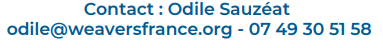 Contact : Odile Sauzéat
odile@weaversfrance.org - 07 49 30 51 58